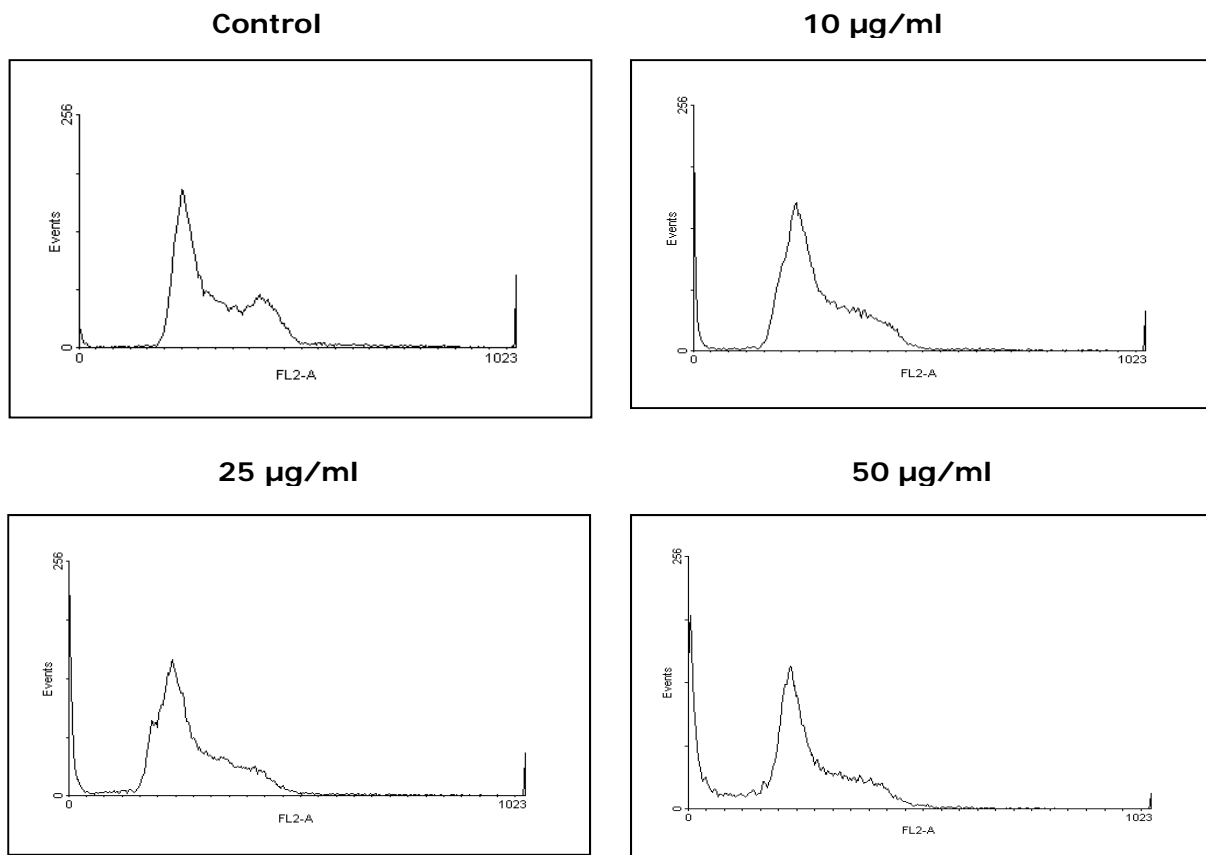 Control
10 µg/ml
256
Events
0
0
1023
FL2-A
256
Events
0
0
1023
FL2-A
25 µg/ml
50 µg/ml
256
Events
0
0
1023
FL2-A
256
Events
0
0
1023
FL2-A